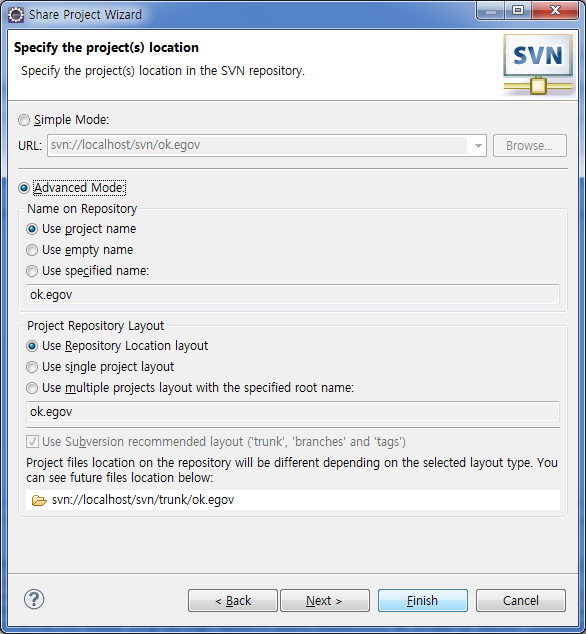 Share Project Wizard
Specify the project(s) location
Specify the project(s) location in the SVN repository.
SVN
Simple Mode:
URL: svn://localhost/svn/ok.egov Browse...
Advanced Mode:
Name on Repository
Use project name
Use empty name
Use specified name:
ok.egov
Project Repository Layout
Use Repository Location layout
Use single project layout
Use multiple projects layout with the specified root name:
ok.egov
Use Subversion recommended layout ('trunk', 'branches' and 'tags')
Project files location on the repository will be different depending on the selected layout type. You
can see future files location below:
svn://localhost/svn/trunk/ok.egov
? < Back Next > Finish Cancel